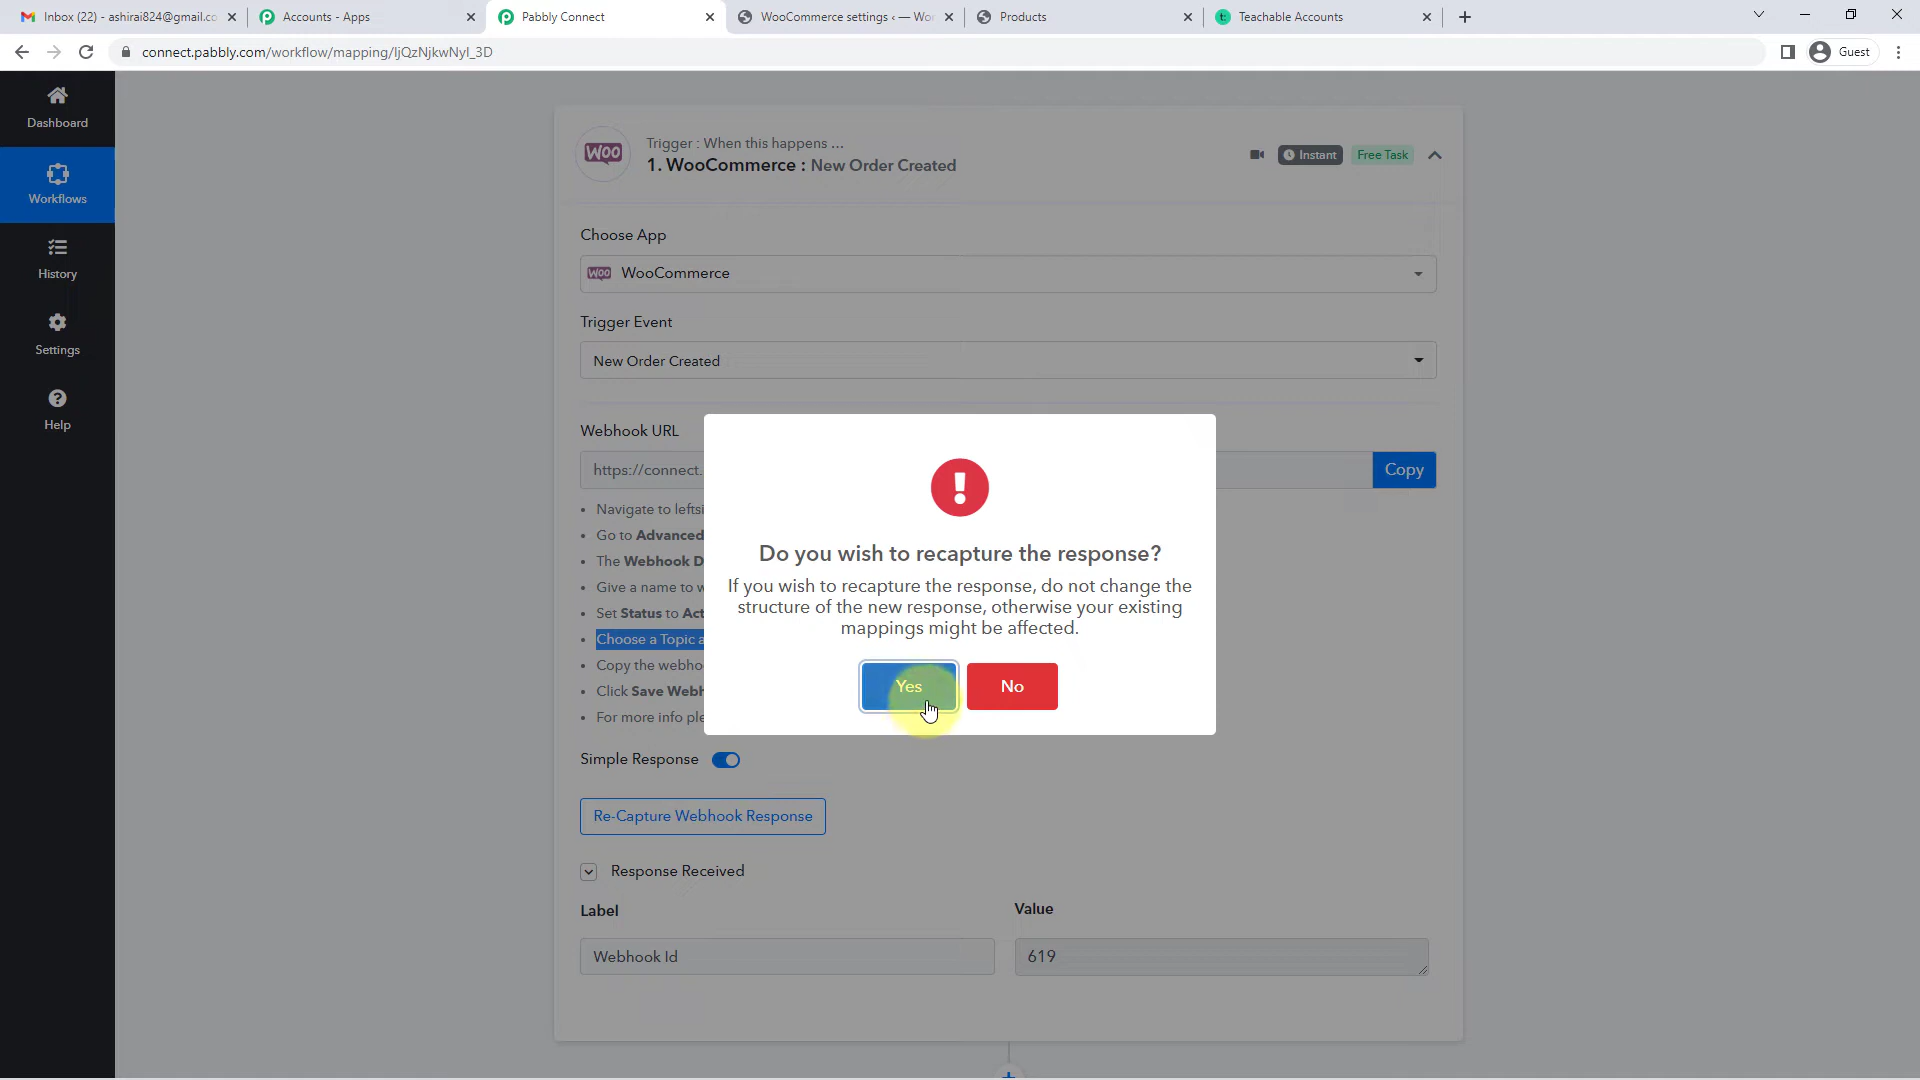 Inbox (22) - ashirai824@gmail.co
Accounts - Apps
Pabbly Connect
WooCommerce settings ‹ — Wor
Products
Teachable Accounts
connect.pabbly.com/workflow/mapping/IjQzNjkwNyI_3D
Guest
Dashboard
Workflows
History
Settings
Help
WOO
Trigger : When this happens ...
1. WooCommerce : New Order Created
Instant
Free Task
Choose App
WOO WooCommerce
Trigger Event
New Order Created
Webhook URL
https://connect.
Copy
Navigate to leftsi
Go to Advanced
The Webhook D
Give a name to w
Set Status to Act
Choose a Topic a
Copy the webho
Click Save Webh
For more info ple
Do you wish to recapture the response?
If you wish to recapture the response, do not change the
structure of the new response, otherwise your existing
mappings might be affected.
Yes
No
Simple Response
Re-Capture Webhook Response
Response Received
Label
Value
Webhook Id
619